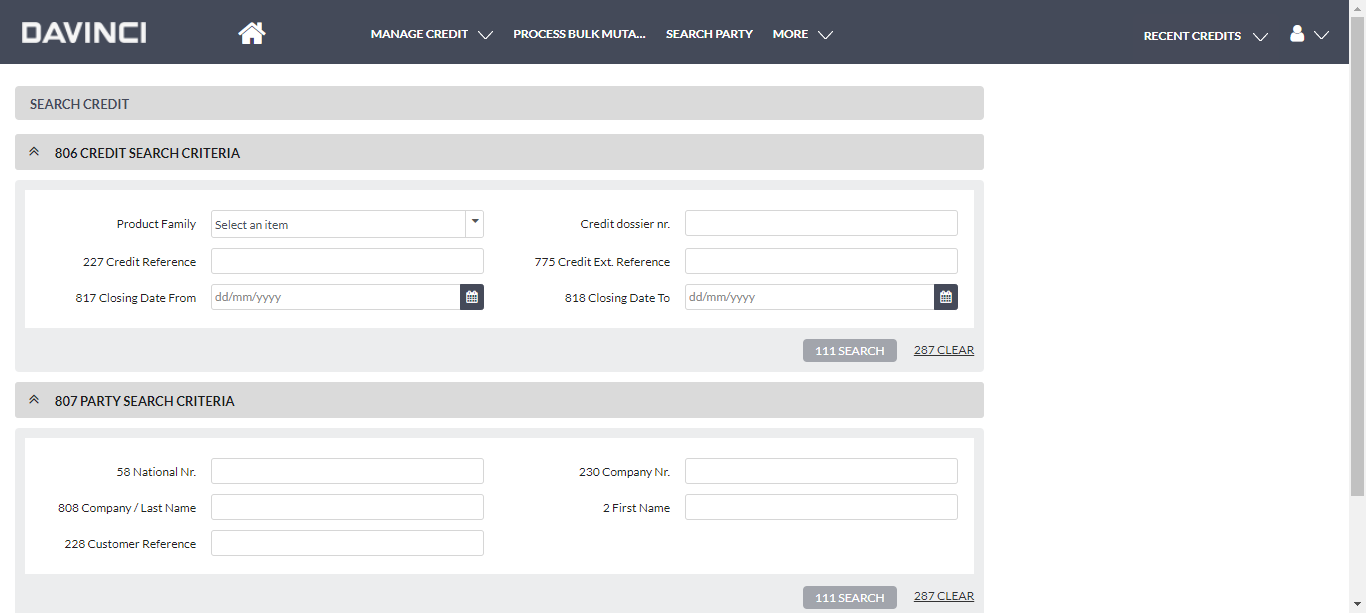 DAVINCI
MANAGE CREDIT PROCESS BULK MUTA... SEARCH PARTY MORE RECENT CREDITS
SEARCH CREDIT
806 CREDIT SEARCH CRITERIA
Product Family Select an item Credit dossier nr.
227 Credit Reference 775 Credit Ext. Reference
817 Closing Date From dd/mm/yyyy 818 Closing Date To dd/mm/yyyy
111 SEARCH 287 CLEAR
807 PARTY SEARCH CRITERIA
58 National Nr. 230 Company Nr.
808 Company / Last Name 2 First Name
228 Customer Reference
111 SEARCH 287 CLEAR